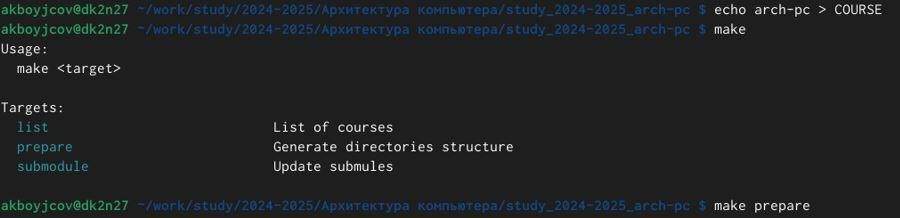 akboyjcov@dk2n27 ~/work/study/2024-2025/Архитектура компьютера/study_2024-2025_arch-pc $ echo arch-pc > COURSE
akboyjcov@dk2n27 ~/work/study/2024-2025/Архитектура компьютера/study_2024-2025_arch-pc $ make
Usage:
  make <target>

Targets:
  list                            List of courses
  prepare                         Generate directories structure
  submodule                       Update submules

akboyjcov@dk2n27 ~/work/study/2024-2025/Архитектура компьютера/study_2024-2025_arch-pc $ make prepare